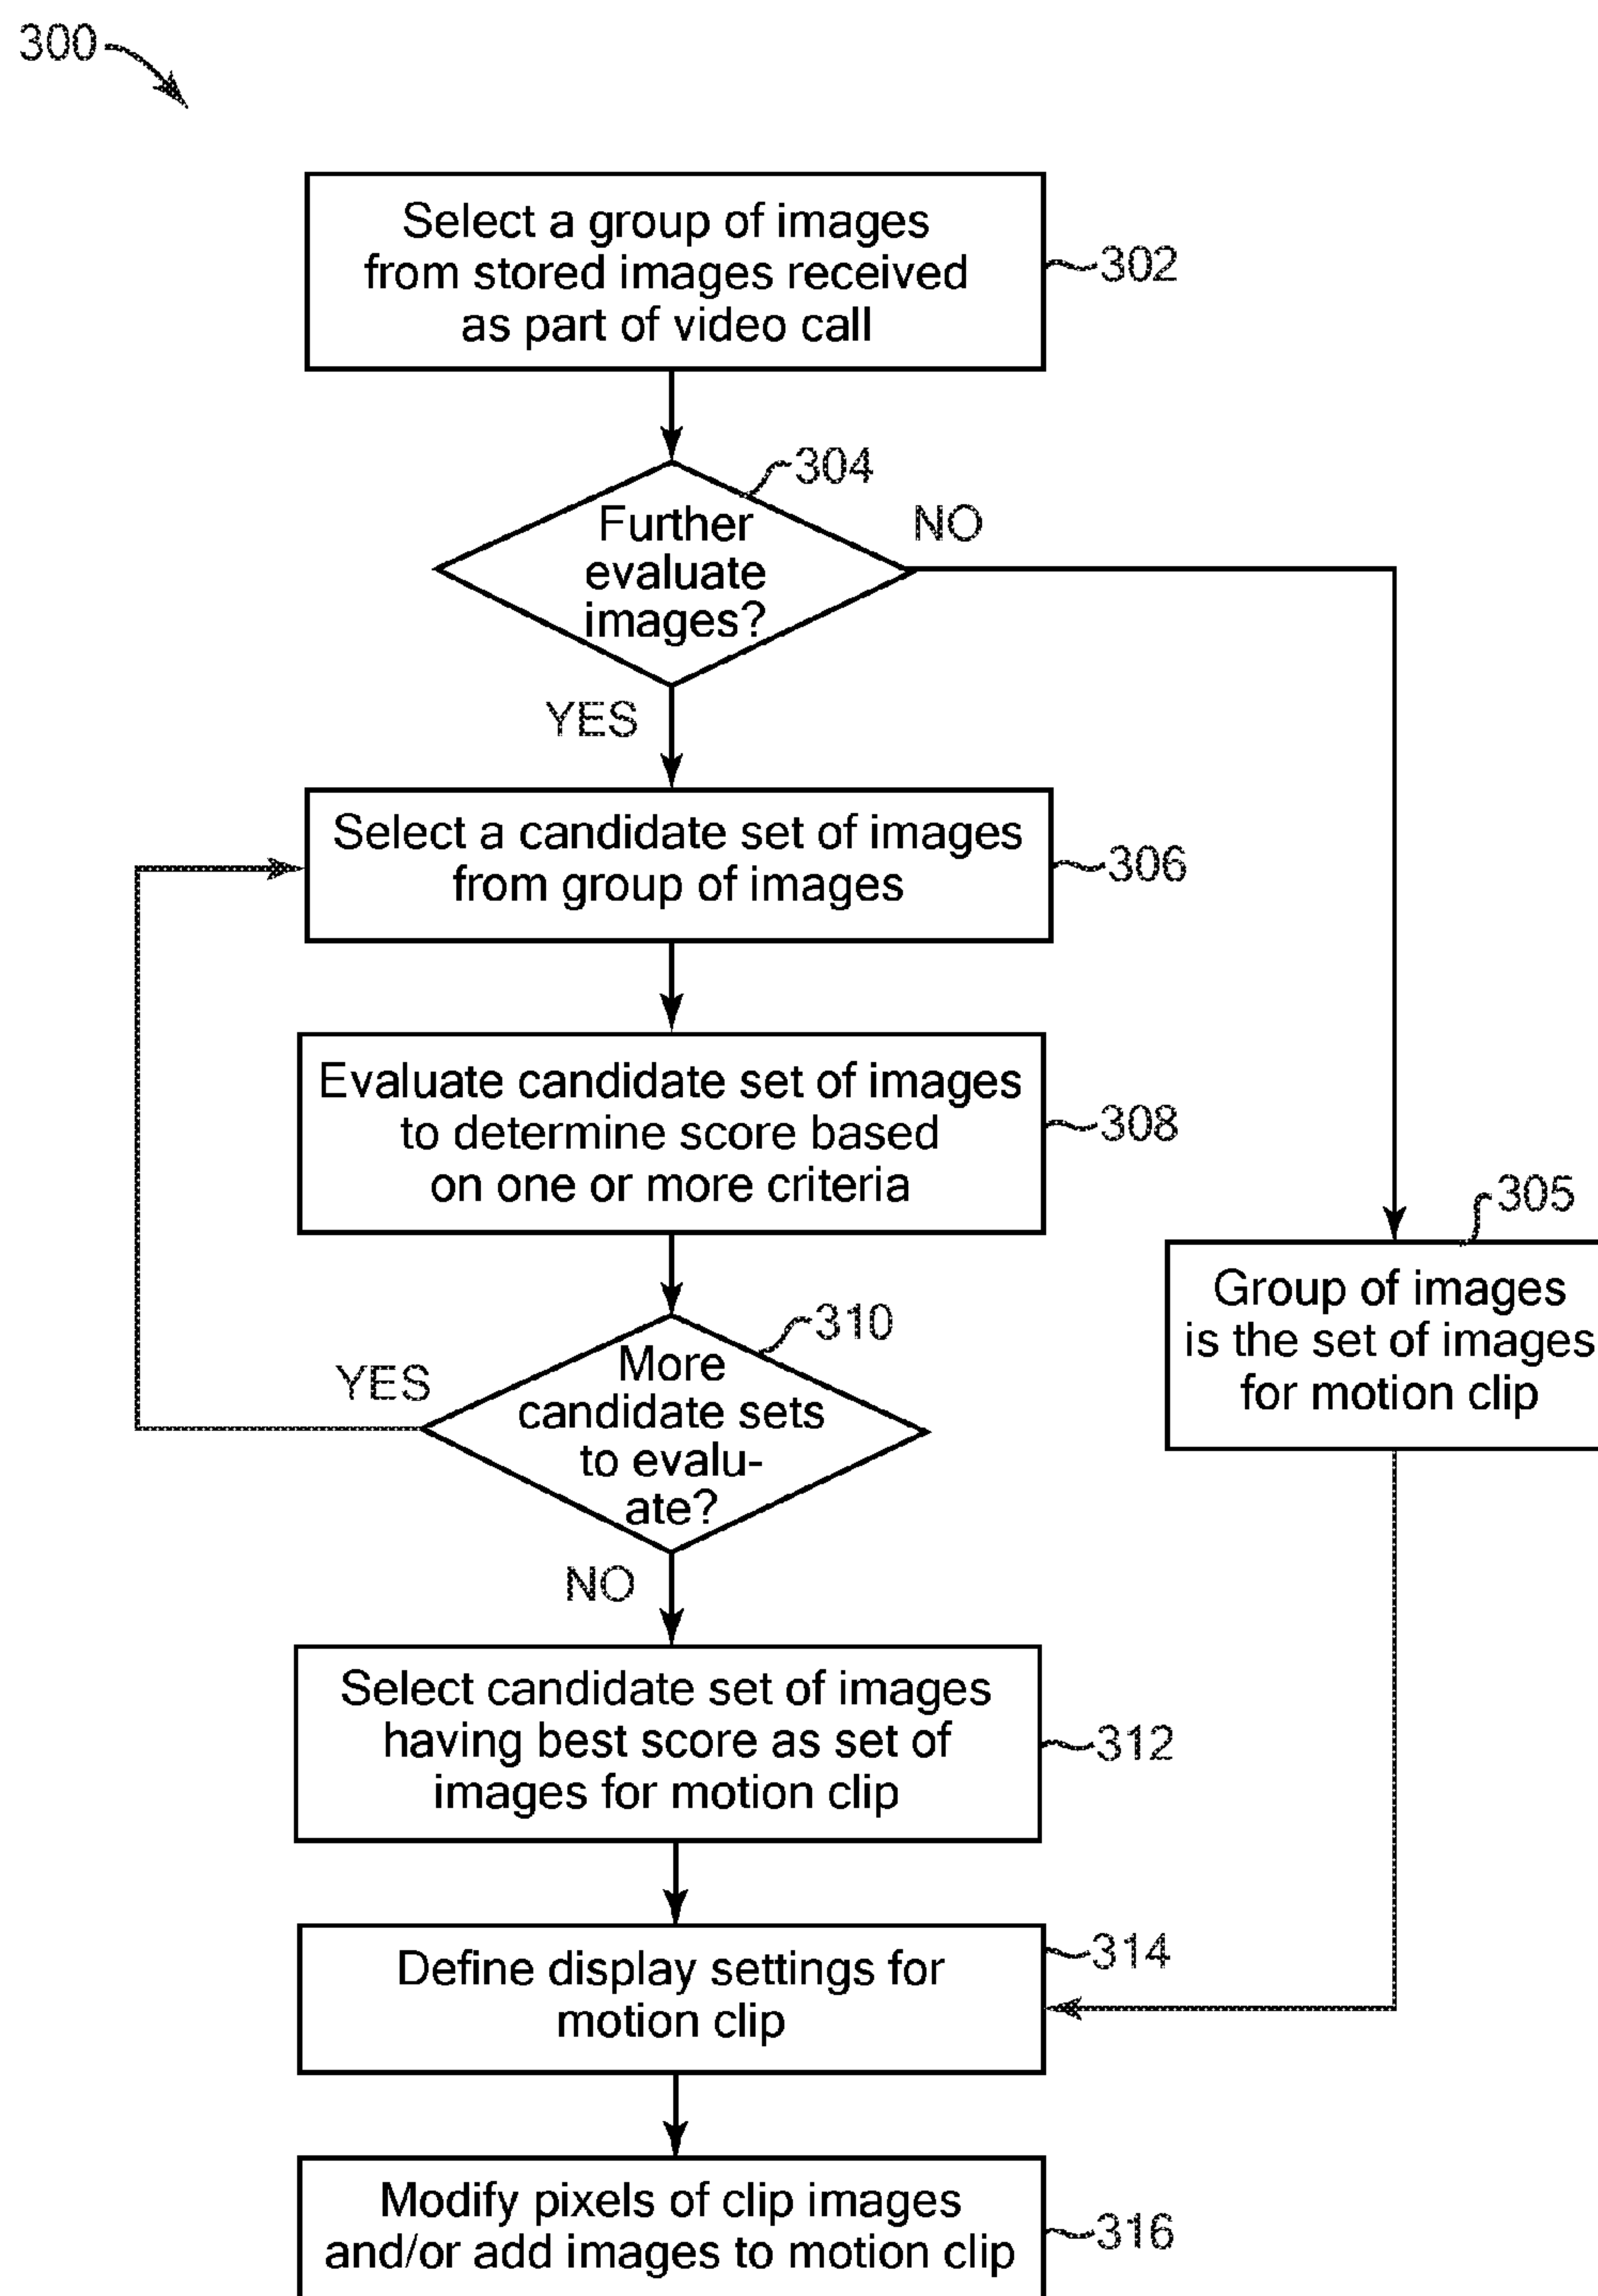 300
Select a group of images
from stored images received
as part of video call
302
304
Further
evaluate
images?
NO
YES
Select a candidate set of images
from group of images
306
Evaluate candidate set of images
to determine score based
on one or more criteria
308
305
Group of images
is the set of images
for motion clip
310
More
candidate sets
to evalu-
ate?
YES
NO
Select candidate set of images
having best score as set of
images for motion clip
312
Define display settings for
motion clip
314
Modify pixels of clip images
and/or add images to motion clip
316